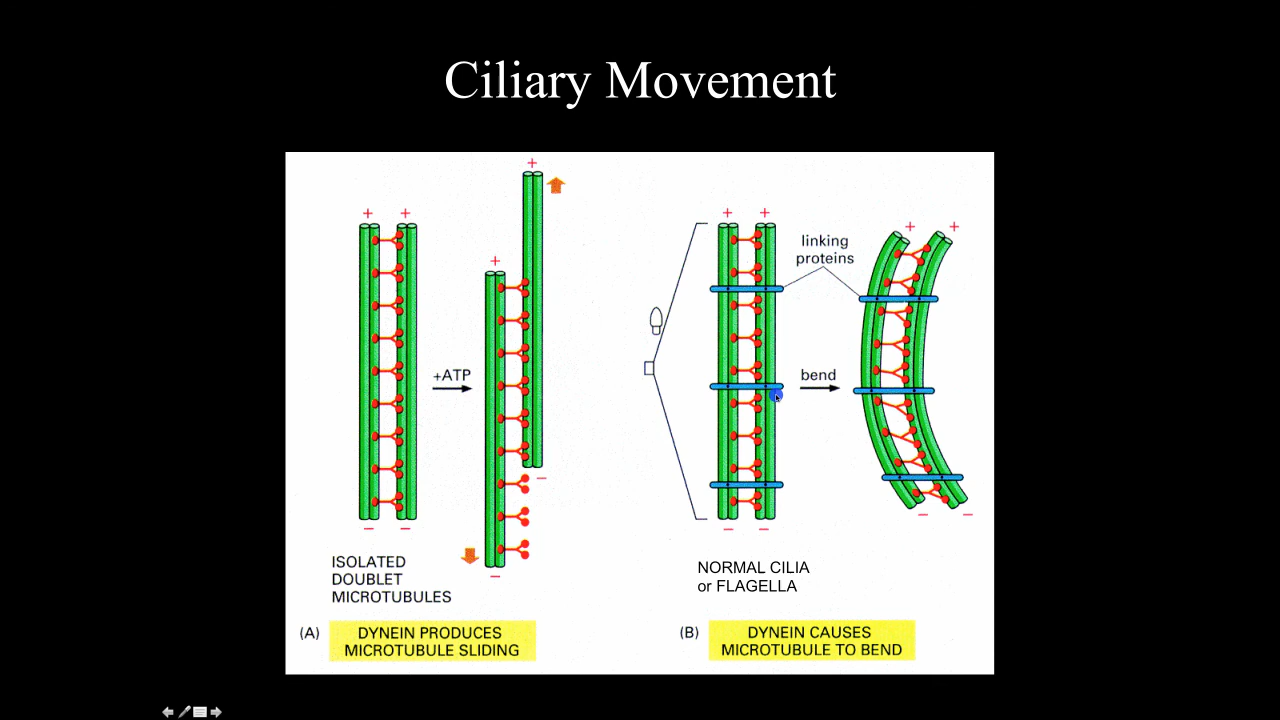 Ciliary Movement
+
+ +
+ATP
+
− −
−
−
ISOLATED
DOUBLET
MICROTUBULES
(A) DYNEIN PRODUCES
MICROTUBULE SLIDING
+ +
linking
proteins
+ +
bend
− −
− −
NORMAL CILIA
or FLAGELLA
(B) DYNEIN CAUSES
MICROTUBULE TO BEND